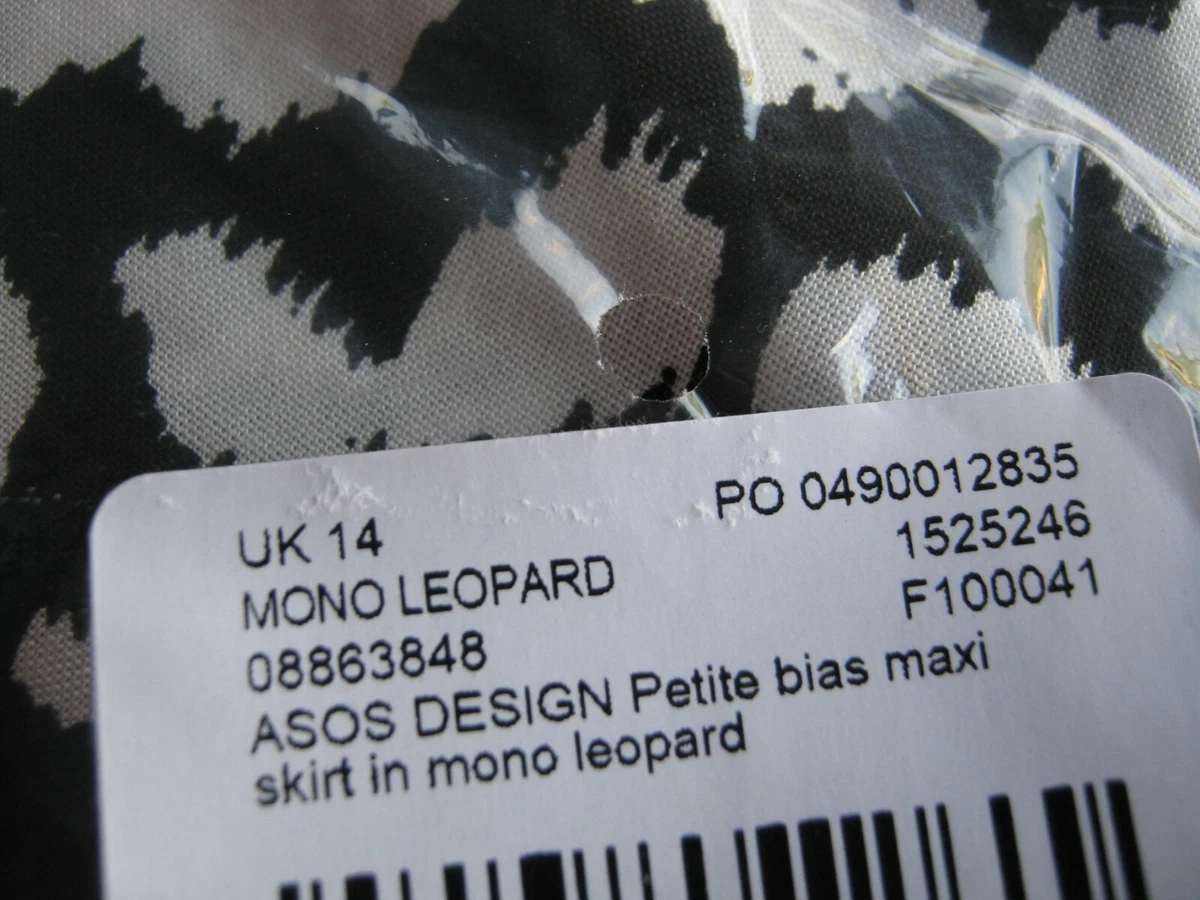 UK 14
PO 0490012835
MONO LEOPARD
1525246
08863848
F100041
ASOS DESIGN Petite bias maxi
skirt in mono leopard